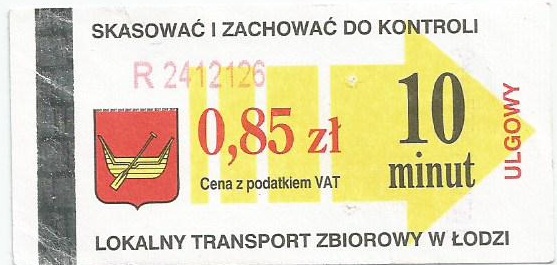 SKASOWAĆ I ZACHOWAĆ DO KONTROLI
R 2412126
0,85 zł
Cena z podatkiem VAT
10
minut
ULGOWY
LOKALNY TRANSPORT ZBIOROWY W ŁODZI